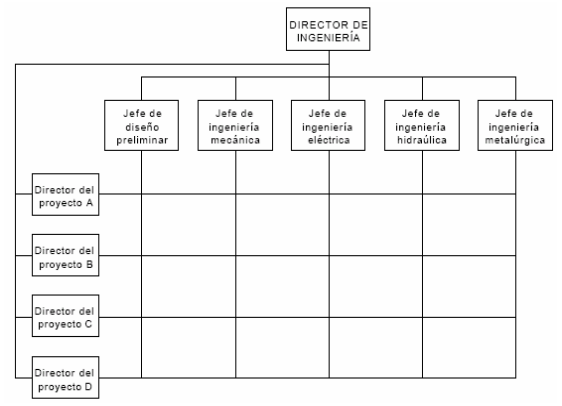 DIRECTOR DE
INGENIERÍA
Jefe de
diseño
preliminar
Jefe de
ingeniería
mecánica
Jefe de
ingeniería
eléctrica
Jefe de
ingeniería
hidraúlica
Jefe de
ingeniería
metalúrgica
Director del
proyecto A
Director del
proyecto B
Director del
proyecto C
Director del
proyecto D